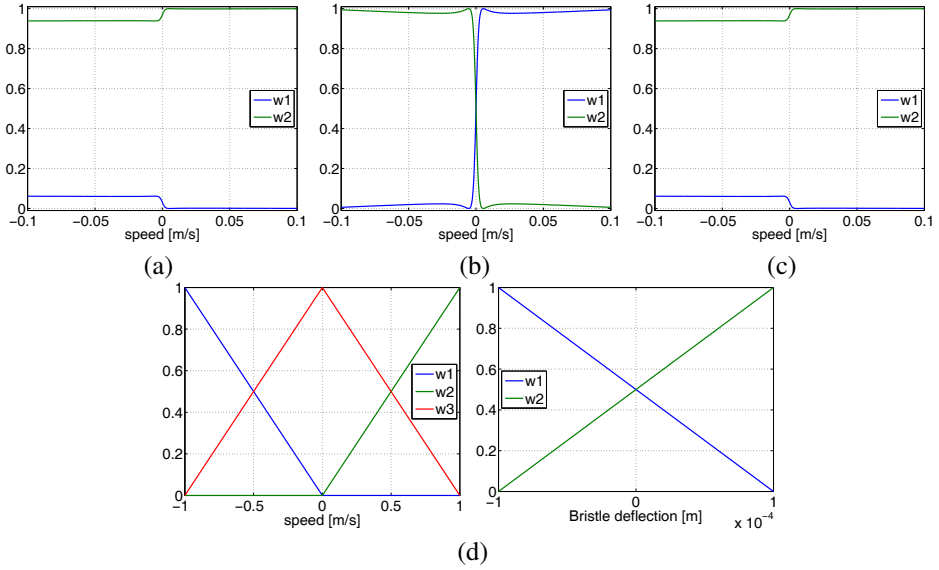 1
0.8
0.6
0.4
0.2
0
w1
w2
−0.1 −0.05 0 0.05 0.1
speed [m/s]
(a)
1
0.8
0.6
0.4
0.2
0
w1
w2
−0.1 −0.05 0 0.05 0.1
speed [m/s]
(b)
1
0.8
0.6
0.4
0.2
0
w1
w2
−0.1 −0.05 0 0.05 0.1
speed [m/s]
(c)
1
0.8
0.6
0.4
0.2
0
w1
w2
w3
−1 −0.5 0 0.5 1
speed [m/s]
1
0.8
0.6
0.4
0.2
0
w1
w2
−1 0 1
Bristle deflection [m]
x 10⁻⁴
(d)